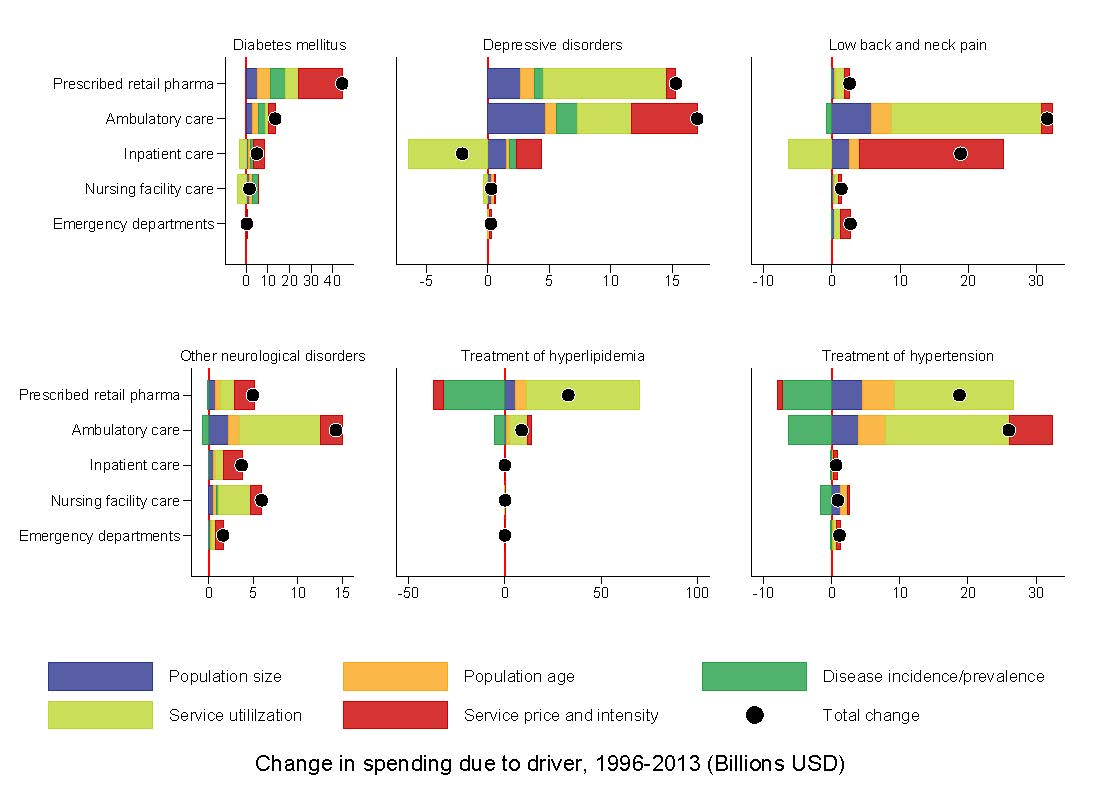 Diabetes mellitus
Depressive disorders
Low back and neck pain
Prescribed retail pharma
Ambulatory care
Inpatient care
Nursing facility care
Emergency departments
0 10 20 30 40
-5 0 5 10 15
-10 0 10 20 30
Other neurological disorders
Treatment of hyperlipidemia
Treatment of hypertension
Prescribed retail pharma
Ambulatory care
Inpatient care
Nursing facility care
Emergency departments
0 5 10 15
-50 0 50 100
-10 0 10 20 30
Population size
Population age
Disease incidence/prevalence
Service utililzation
Service price and intensity
Total change
Change in spending due to driver, 1996-2013 (Billions USD)